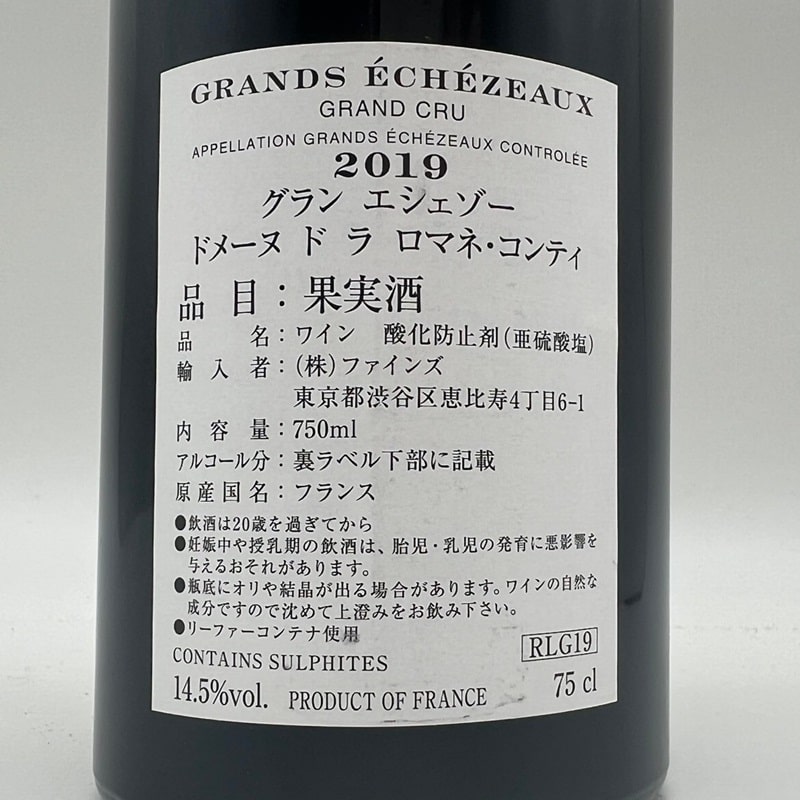 GRANDS ÉCHÉZEAUX
GRAND CRU
APPELLATION GRANDS ÉCHÉZEAUX CONTROLÉE
2019
グラン エシェゾー
ドメーヌ ド ラ ロマネ・コンティ
品目：果実酒
品名：ワイン 酸化防止剤(亜硫酸塩)
輸入者：(株)ファインズ
東京都渋谷区恵比寿4丁目6-1
内容量：750ml
アルコール分：裏ラベル下部に記載
原産国名：フランス
●飲酒は20歳を過ぎてから
●妊娠中や授乳期の飲酒は、胎児・乳児の発育に悪影響を
与えるおそれがあります。
●瓶底にオリや結晶が出る場合があります。ワインの自然な
成分ですので沈めて上澄みをお飲み下さい。
●リーファーコンテナ使用
RLG19
CONTAINS SULPHITES
14.5%vol. PRODUCT OF FRANCE 75 cl